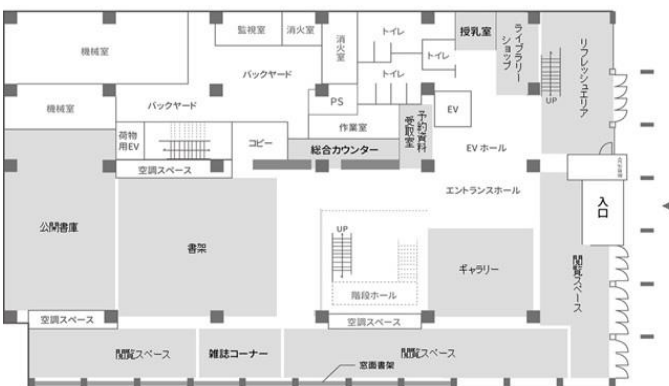 機械室
監視室
消火室
消火室
トイレ
トイレ
トイレ
授乳室
ライブラリー
ショップ
リフレッシュエリア
UP
バックヤード
機械室
バックヤード
PS
作業室
EV
荷物
用EV
コピー
総合カウンター
予約資料
受取室
EV ホール
空調スペース
エントランスホール
入口
公開書庫
書架
UP
階段ホール
ギャラリー
閲覧スペース
空調スペース
空調スペース
閲覧スペース
雑誌コーナー
閲覧スペース
窓面書架